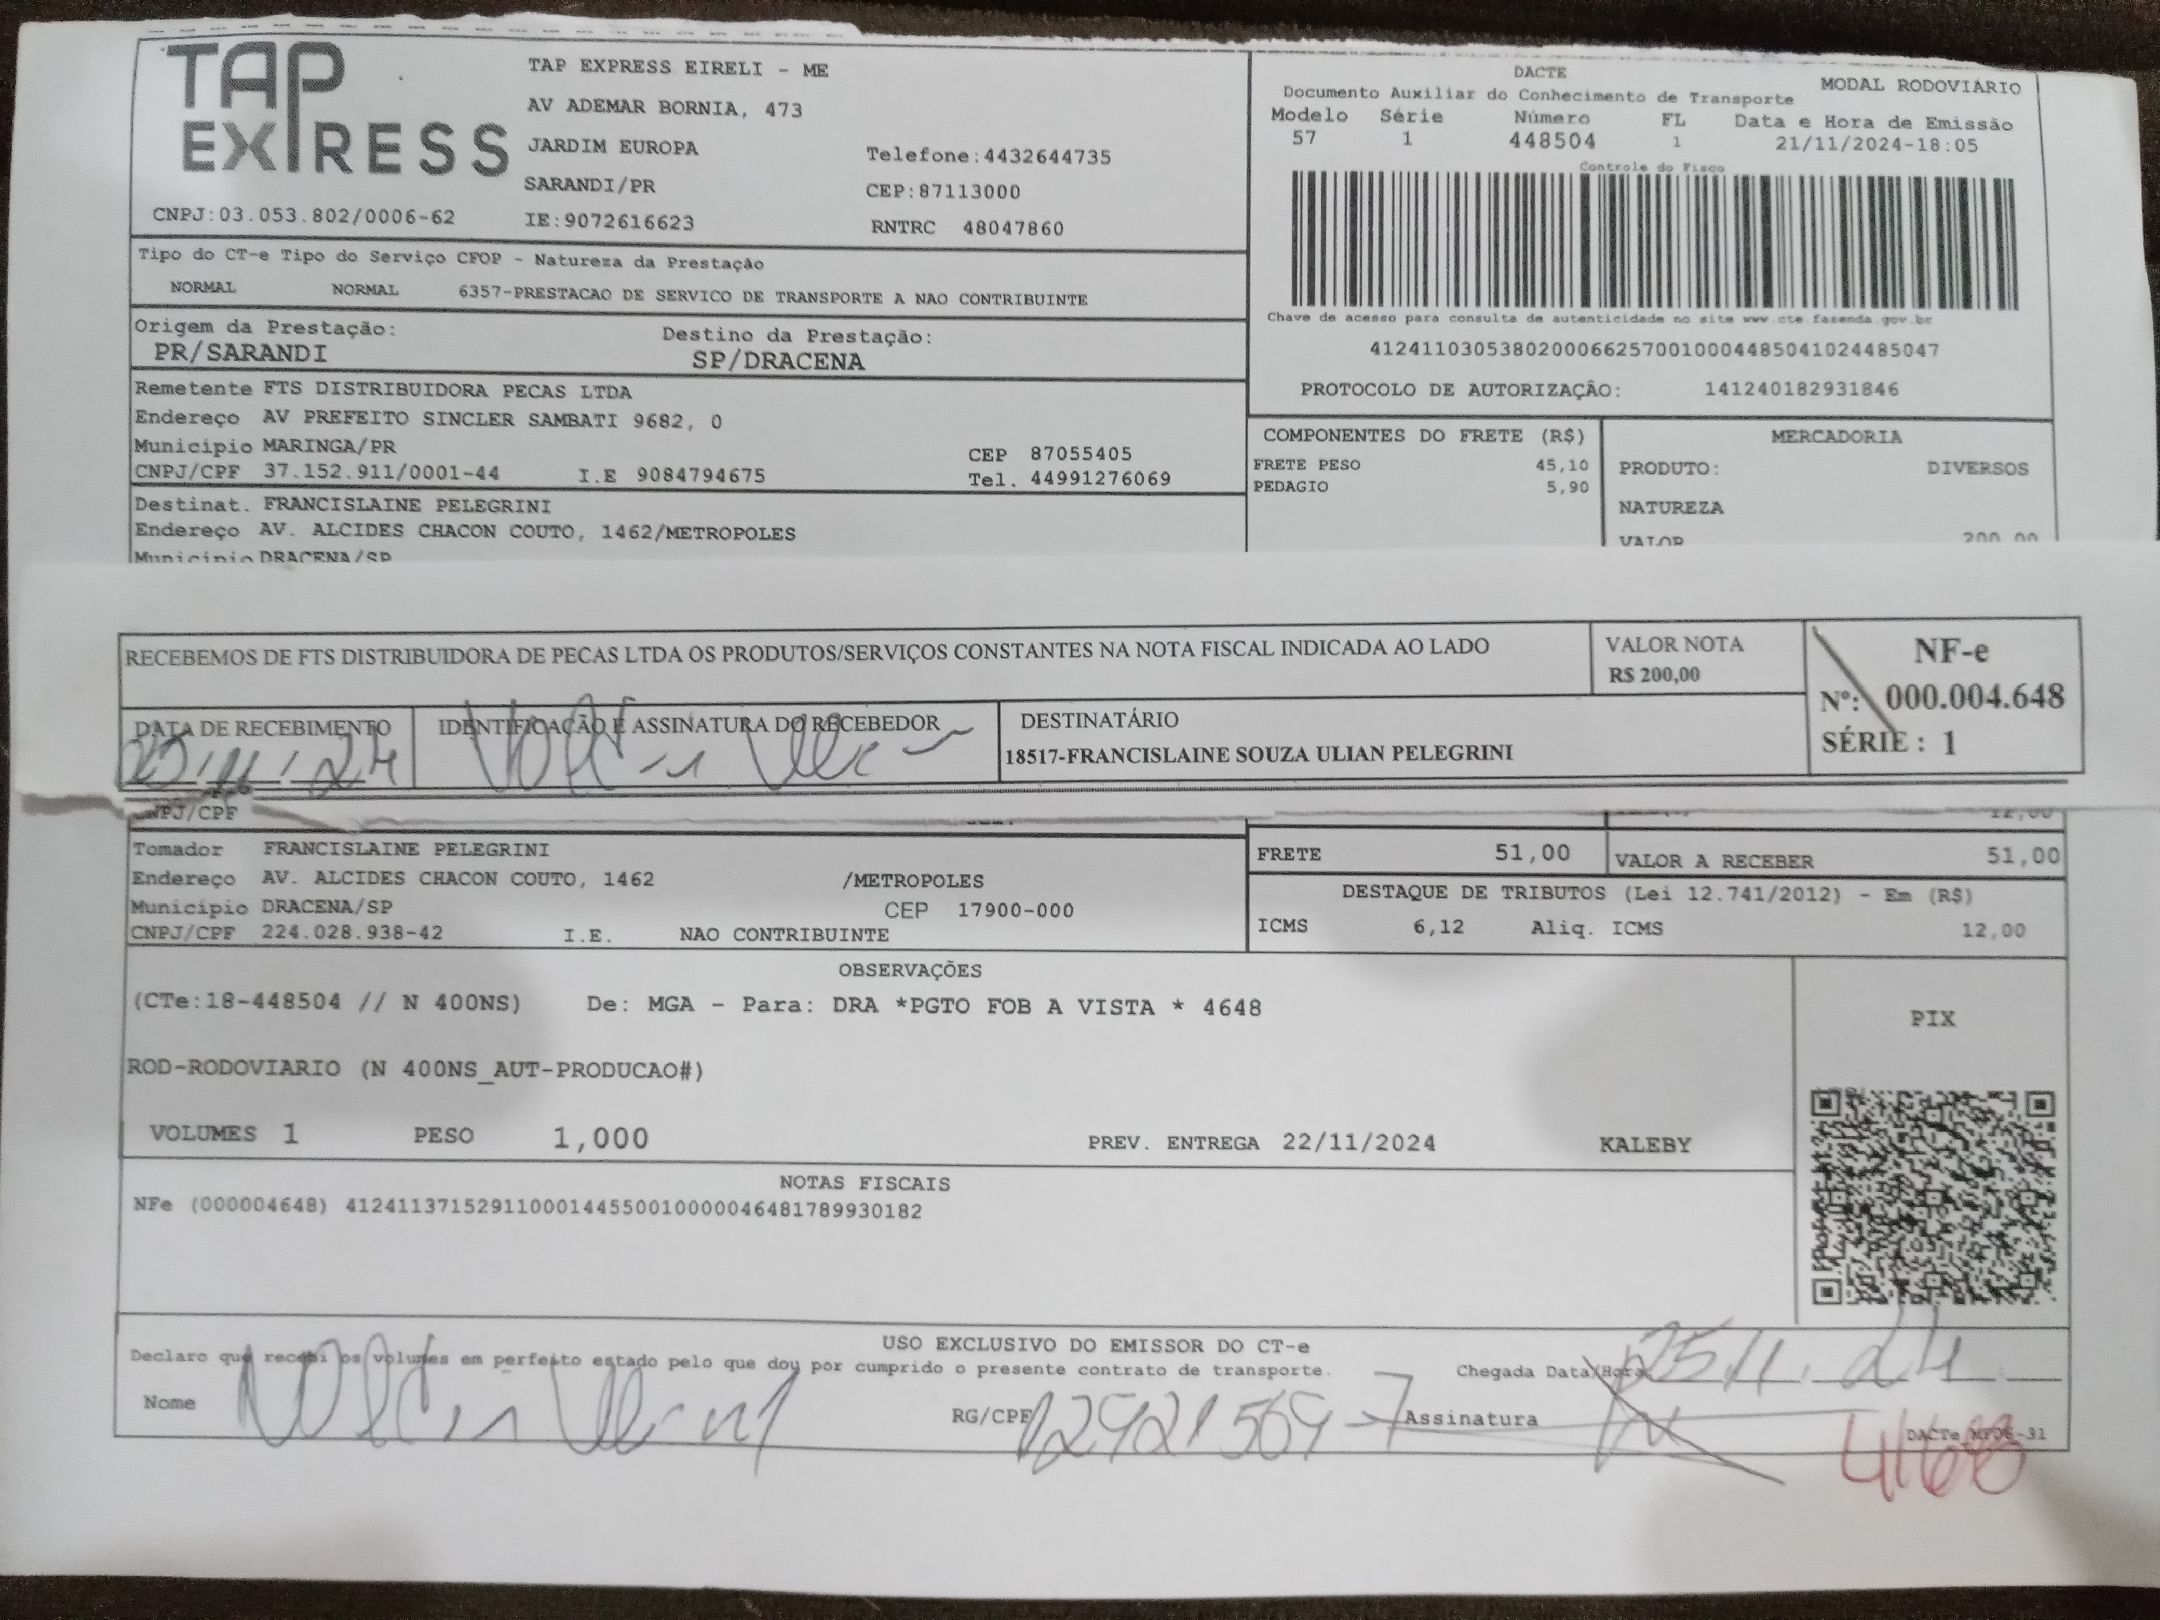 TAP EXPRESS
TAP EXPRESS EIRELI - ME
AV ADEMAR BORNIA, 473
JARDIM EUROPA Telefone:4432644735
SARANDI/PR CEP:87113000
CNPJ:03.053.802/0006-62 IE:9072616623 RNTRC 48047860
DACTE MODAL RODOVIÁRIO
Documento Auxiliar do Conhecimento de Transporte
Modelo Série Número FL Data e Hora de Emissão
57 1 448504 1 21/11/2024-18:05
Controle do Fisco
Chave de acesso para consulta de autenticidade no site www.cte.fazenda.gov.br
41241103053802000662570010004485041024485047
PROTOCOLO DE AUTORIZAÇÃO: 141240182931846
Tipo do CT-e Tipo do Serviço CFOP - Natureza da Prestação
NORMAL NORMAL 6357-PRESTACAO DE SERVICO DE TRANSPORTE A NAO CONTRIBUINTE
Origem da Prestação: Destino da Prestação:
PR/SARANDI SP/DRACENA
Remetente FTS DISTRIBUIDORA PECAS LTDA
Endereço AV PREFEITO SINCLER SAMBATI 9682, 0
Município MARINGA/PR CEP 87055405
CNPJ/CPF 37.152.911/0001-44 I.E 9084794675 Tel. 44991276069
Destinat. FRANCISLAINE PELEGRINI
Endereço AV. ALCIDES CHACON COUTO, 1462/METROPOLES
Município DRACENA/SP
COMPONENTES DO FRETE (R$)
FRETE PESO 45,10
PEDAGIO 5,90
MERCADORIA
PRODUTO: DIVERSOS
NATUREZA
VALOR 200,00
RECEBEMOS DE FTS DISTRIBUIDORA DE PECAS LTDA OS PRODUTOS/SERVIÇOS CONSTANTES NA NOTA FISCAL INDICADA AO LADO
VALOR NOTA
R$ 200,00
NF-e
Nº: 000.004.648
SÉRIE : 1
DATA DE RECEBIMENTO
IDENTIFICAÇÃO E ASSINATURA DO RECEBEDOR
DESTINATÁRIO
18517-FRANCISLAINE SOUZA ULIAN PELEGRINI
CNPJ/CPF
12,00
Tomador FRANCISLAINE PELEGRINI
Endereço AV. ALCIDES CHACON COUTO, 1462 /METROPOLES
Município DRACENA/SP CEP 17900-000
CNPJ/CPF 224.028.938-42 I.E. NAO CONTRIBUINTE
FRETE 51,00 VALOR A RECEBER 51,00
DESTAQUE DE TRIBUTOS (Lei 12.741/2012) - Em (R$)
ICMS 6,12 Aliq. ICMS 12,00
OBSERVAÇÕES
(CTe:18-448504 // N 400NS) De: MGA - Para: DRA *PGTO FOB A VISTA * 4648
ROD-RODOVIARIO (N 400NS_AUT-PRODUCAO#)
PIX
VOLUMES 1 PESO 1,000 PREV. ENTREGA 22/11/2024 KALEBY
NOTAS FISCAIS
NFe (000004648) 41241137152911000144550010000046481789930182
USO EXCLUSIVO DO EMISSOR DO CT-e
Declaro que recebi os volumes em perfeito estado pelo que dou por cumprido o presente contrato de transporte.
Chegada Data/Hora 25 11 24
Nome
RG/CPF 12921569-7
Assinatura